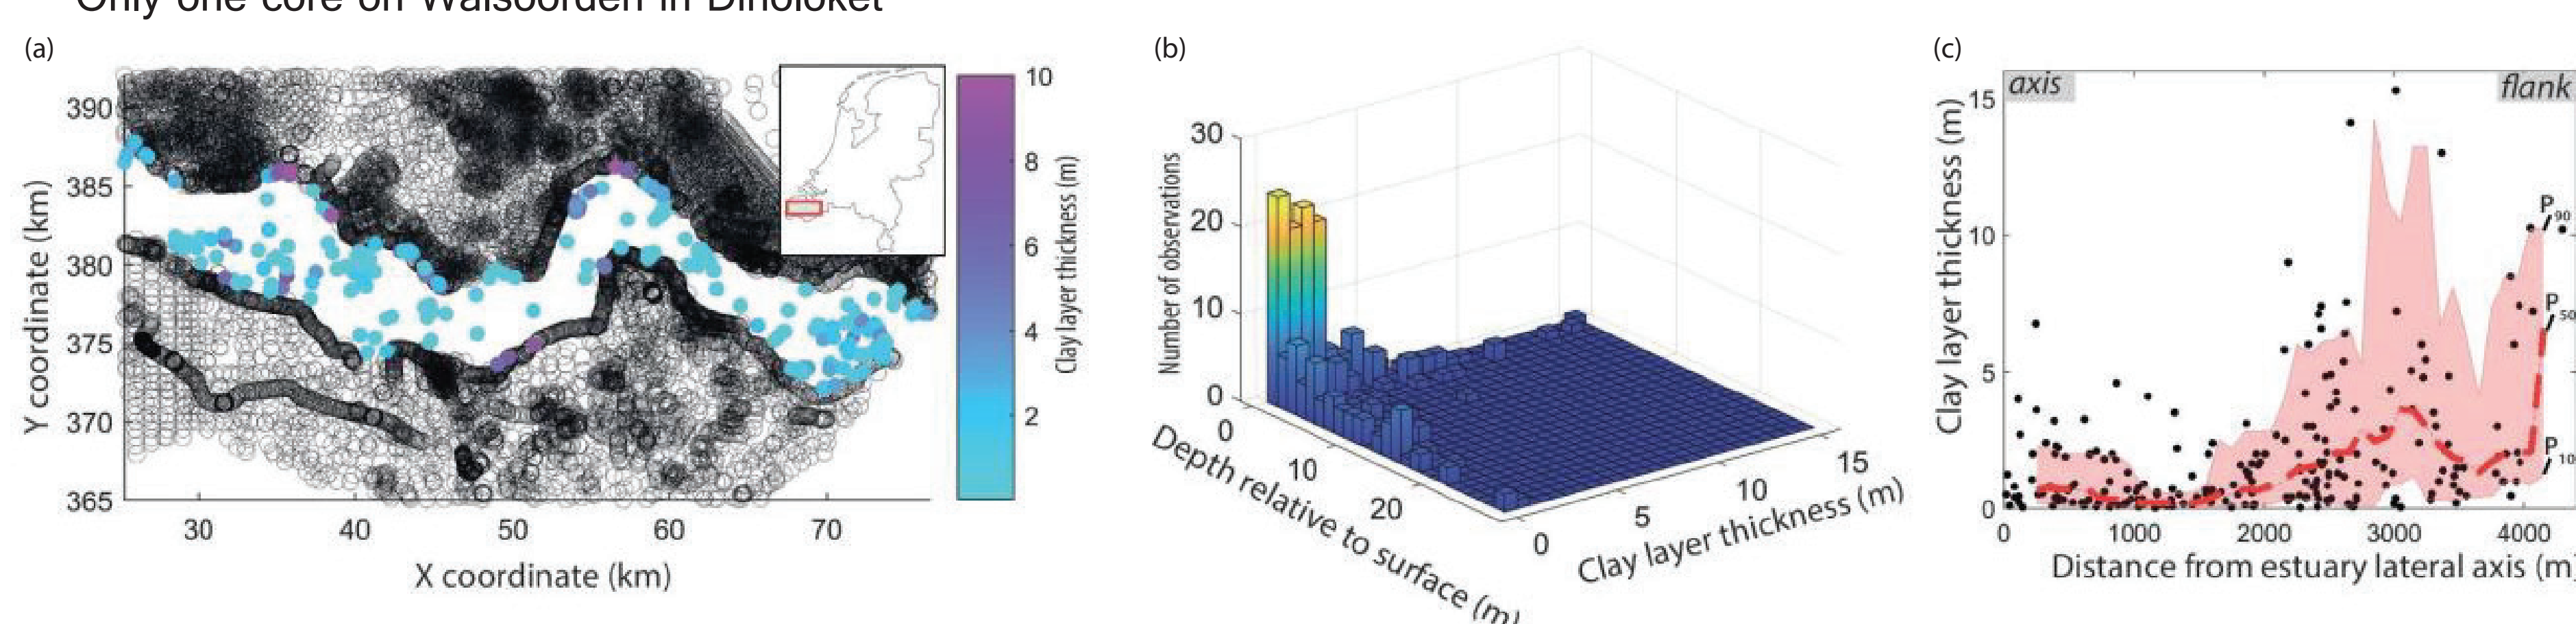 Only one core on Walsoorden in Dinoloket
(a)
390
385
380
375
370
365
30 40 50 60 70
Y coordinate (km)
X coordinate (km)
10
8
6
4
2
Clay layer thickness (m)
(b)
30
20
10
0
Number of observations
0
10
20
Depth relative to surface (m)
0
5
10
15
Clay layer thickness (m)
(c)
axis
flank
15
10
5
0
Clay layer thickness (m)
P90
P50
P10
0 1000 2000 3000 4000
Distance from estuary lateral axis (m)